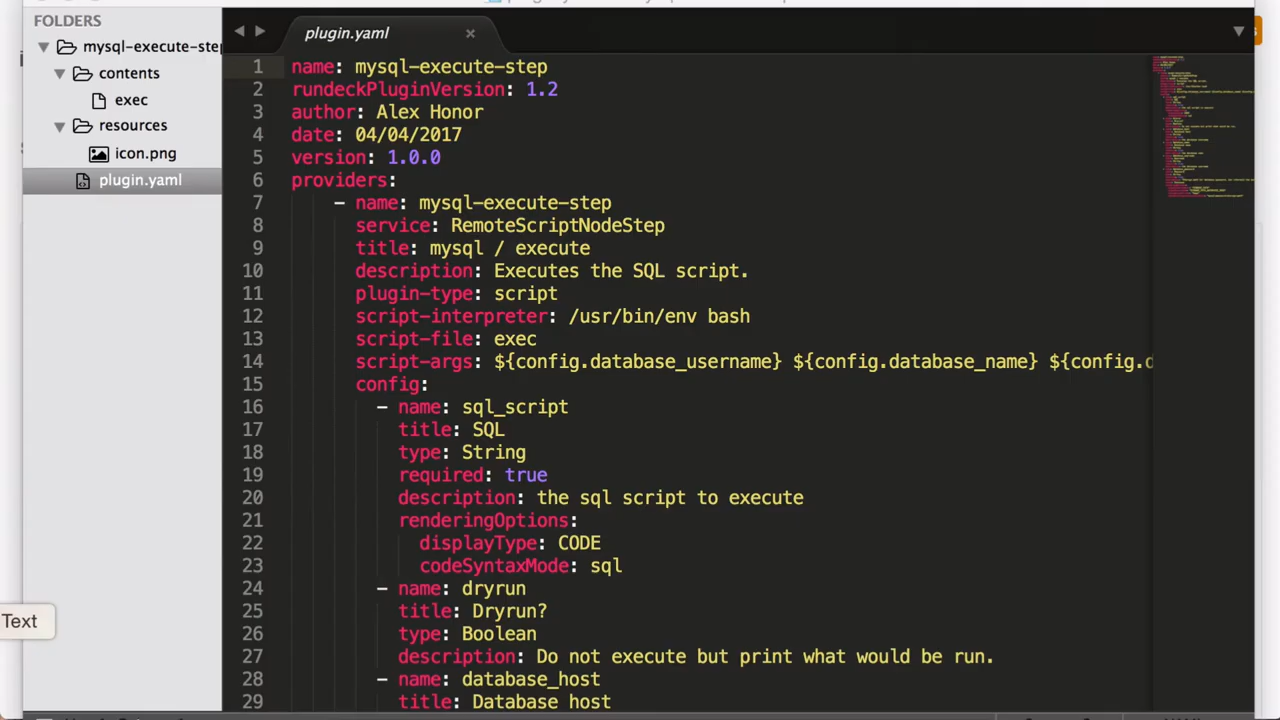 FOLDERS
mysql-execute-step
contents
exec
resources
icon.png
plugin.yaml
Text
plugin.yaml
1 name: mysql-execute-step
2 rundeckPluginVersion: 1.2
3 author: Alex Honor
4 date: 04/04/2017
5 version: 1.0.0
6 providers:
7 - name: mysql-execute-step
8 service: RemoteScriptNodeStep
9 title: mysql / execute
10 description: Executes the SQL script.
11 plugin-type: script
12 script-interpreter: /usr/bin/env bash
13 script-file: exec
14 script-args: ${config.database_username} ${config.database_name} ${config.d
15 config:
16 - name: sql_script
17 title: SQL
18 type: String
19 required: true
20 description: the sql script to execute
21 renderingOptions:
22 displayType: CODE
23 codeSyntaxMode: sql
24 - name: dryrun
25 title: Dryrun?
26 type: Boolean
27 description: Do not execute but print what would be run.
28 - name: database_host
29 title: Database host